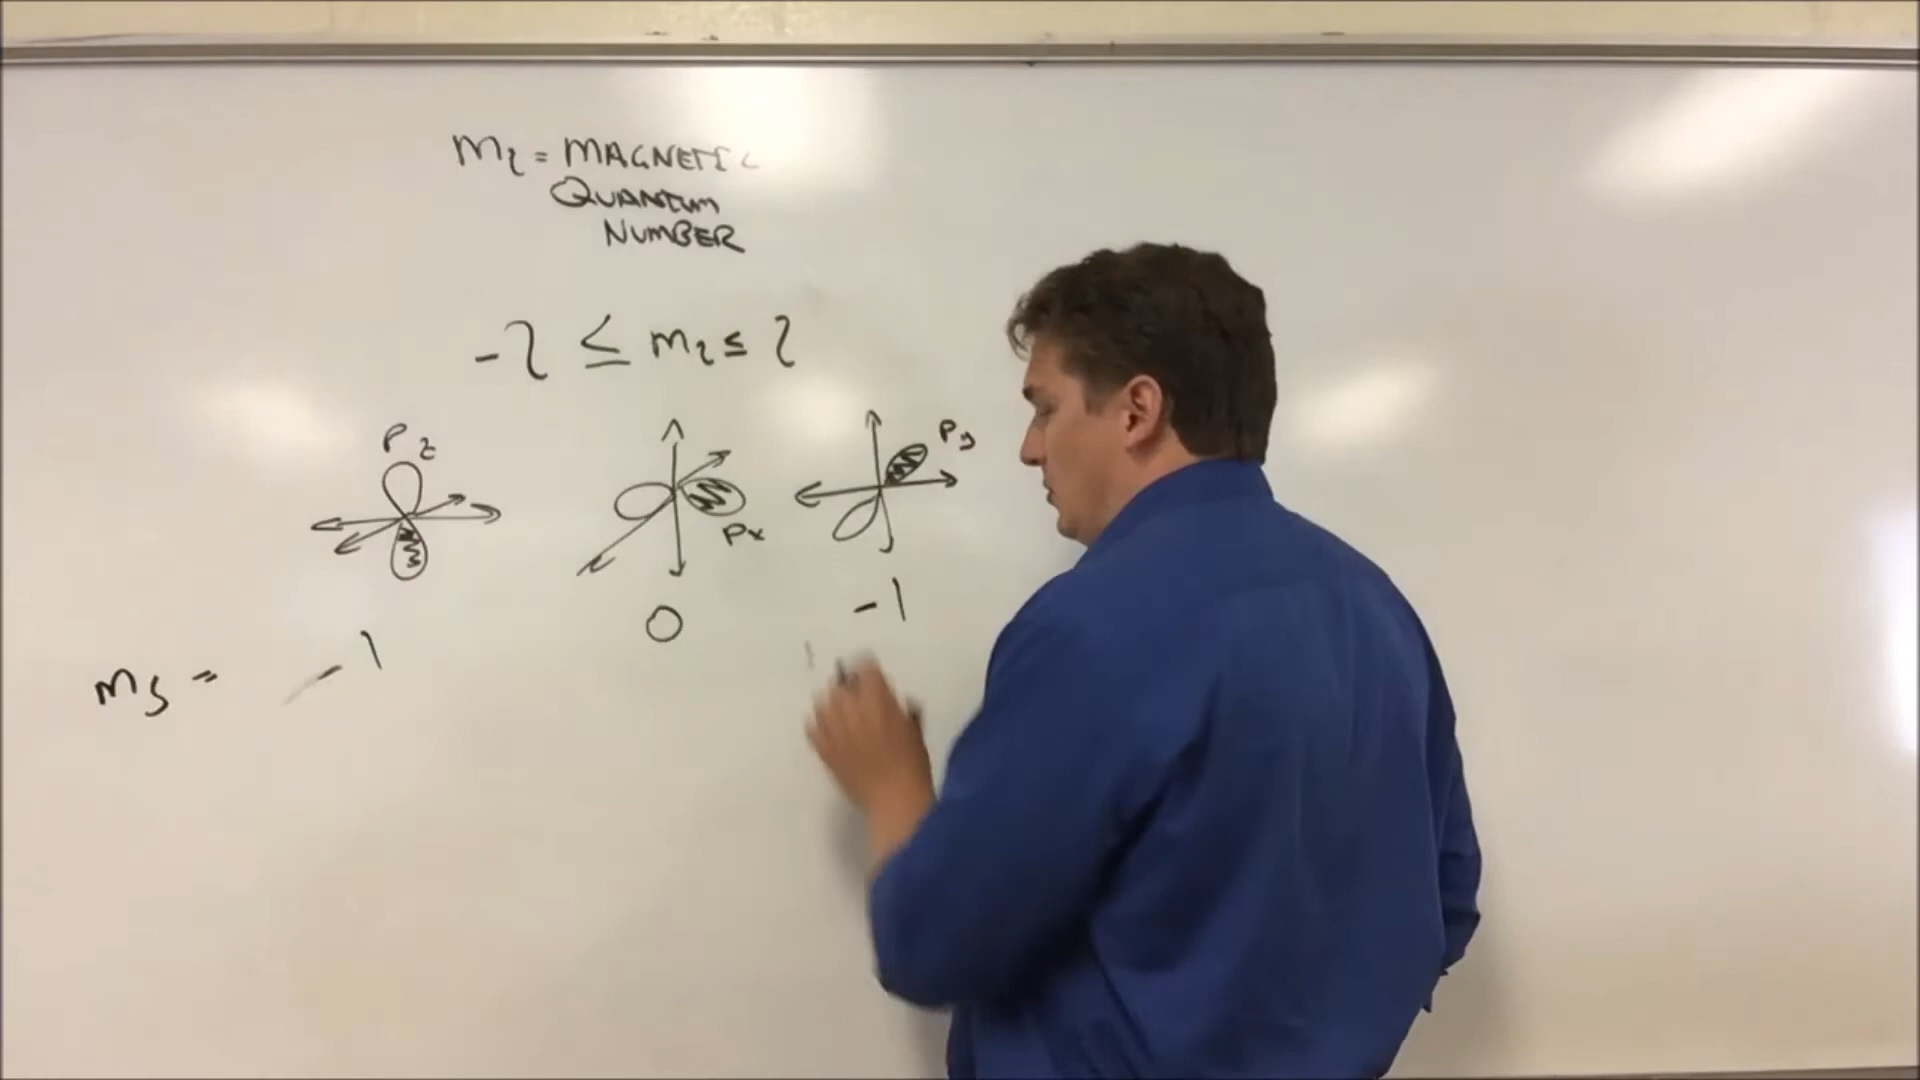 mℓ = MAGNETIC
QUANTUM
NUMBER
-ℓ ≤ mℓ ≤ ℓ
Pz
Px
Py
0
-1
ms = -1